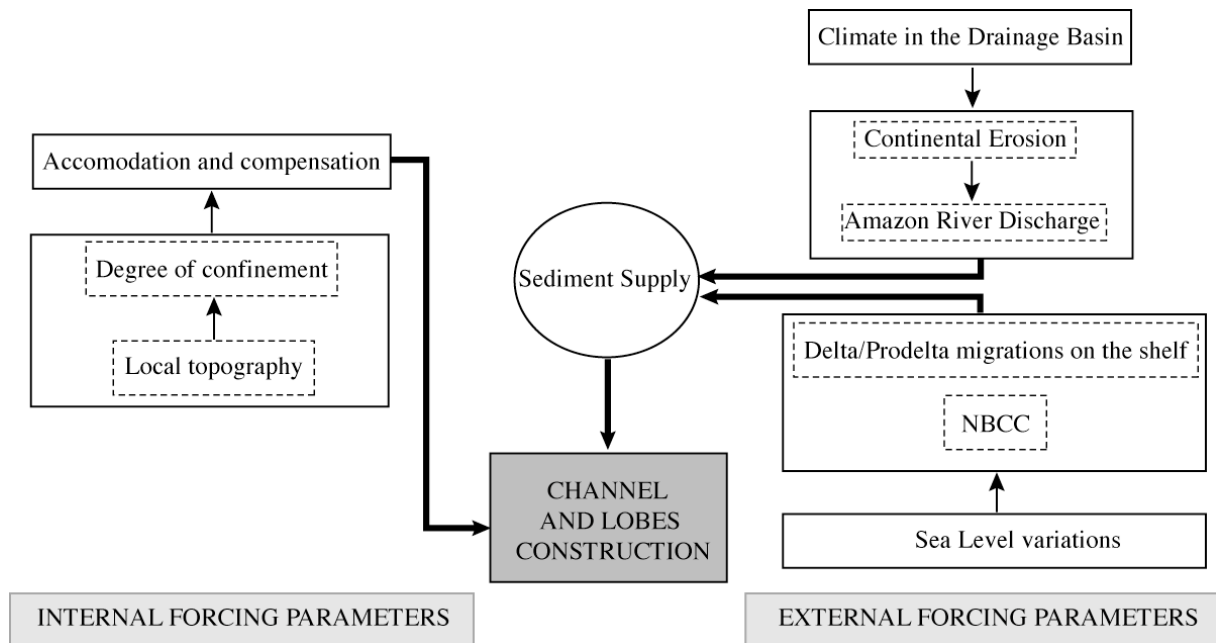 Climate in the Drainage Basin
Continental Erosion
Amazon River Discharge
Accomodation and compensation
Degree of confinement
Local topography
Sediment Supply
Delta/Prodelta migrations on the shelf
NBCC
Sea Level variations
CHANNEL
AND LOBES
CONSTRUCTION
INTERNAL FORCING PARAMETERS
EXTERNAL FORCING PARAMETERS